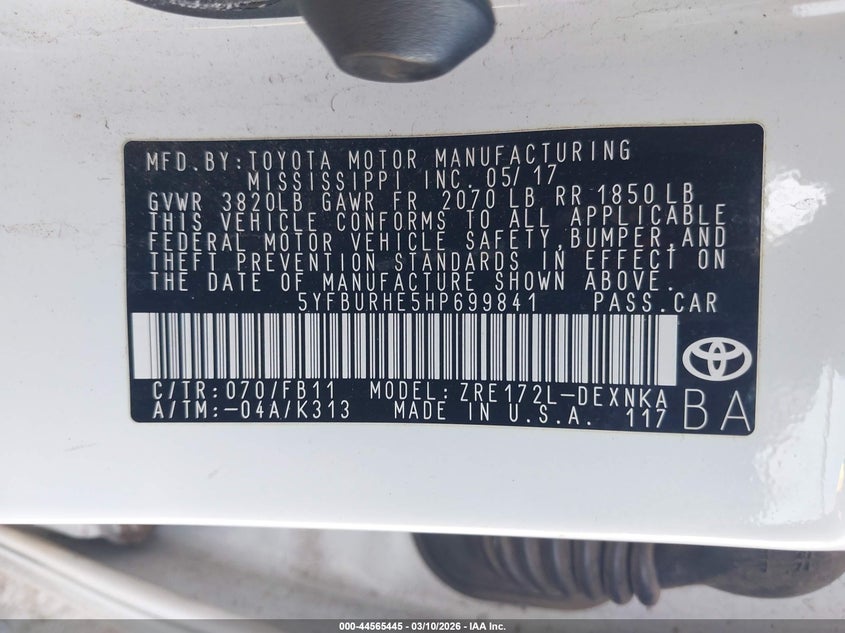 MFD.BY:TOYOTA MOTOR MANUFACTURING
MISSISSIPPI INC. 05/17
GVWR 3820LB GAWR FR 2070 LB RR 1850 LB
THIS VEHICLE CONFORMS TO ALL APPLICABLE
FEDERAL MOTOR VEHICLE SAFETY, BUMPER, AND
THEFT PREVENTION STANDARDS IN EFFECT ON
THE DATE OF MANUFACTURE SHOWN ABOVE.
5YFBURHE5HP699841 PASS.CAR
C/TR:070/FB11 MODEL:ZRE172L-DEXNKA
A/TM:-04A/K313 MADE IN U.S.A. 117 BA
000-44565445 - 03/10/2026 - IAA Inc.